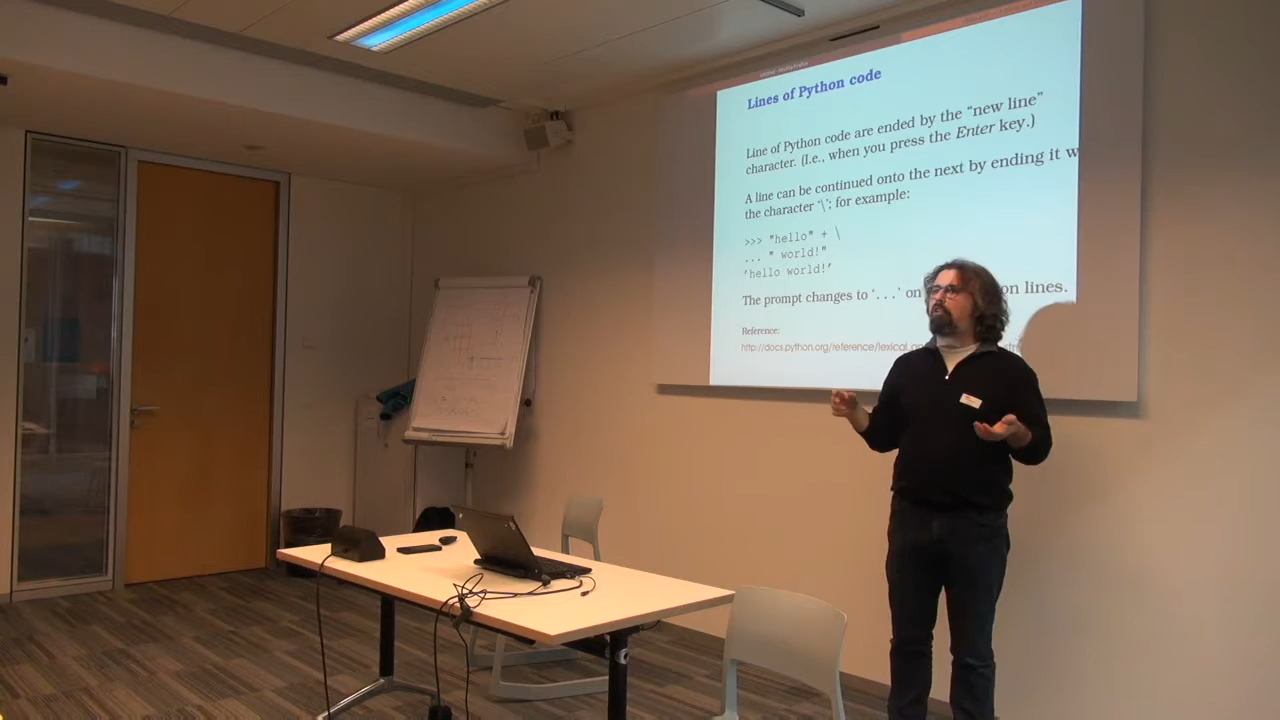 Lines of Python code
Line of Python code are ended by the “new line”
character. (I.e., when you press the Enter key.)
A line can be continued onto the next by ending it w
the character ‘\’; for example:
>>> "hello" + \
... " world!"
'hello world!'
The prompt changes to ‘...’ on on lines.
Reference:
http://docs.python.org/reference/lexical